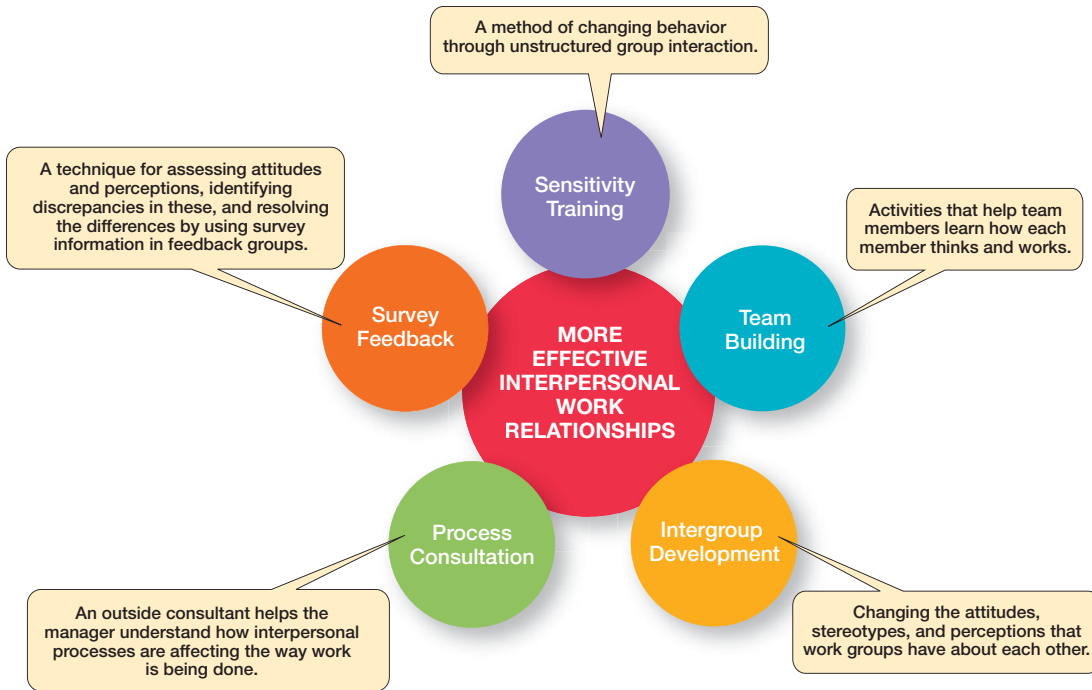 A method of changing behavior
through unstructured group interaction.
Sensitivity
Training
A technique for assessing attitudes
and perceptions, identifying
discrepancies in these, and resolving
the differences by using survey
information in feedback groups.
Survey
Feedback
Activities that help team
members learn how each
member thinks and works.
Team
Building
MORE
EFFECTIVE
INTERPERSONAL
WORK
RELATIONSHIPS
Process
Consultation
An outside consultant helps the
manager understand how interpersonal
processes are affecting the way work
is being done.
Intergroup
Development
Changing the attitudes,
stereotypes, and perceptions that
work groups have about each other.